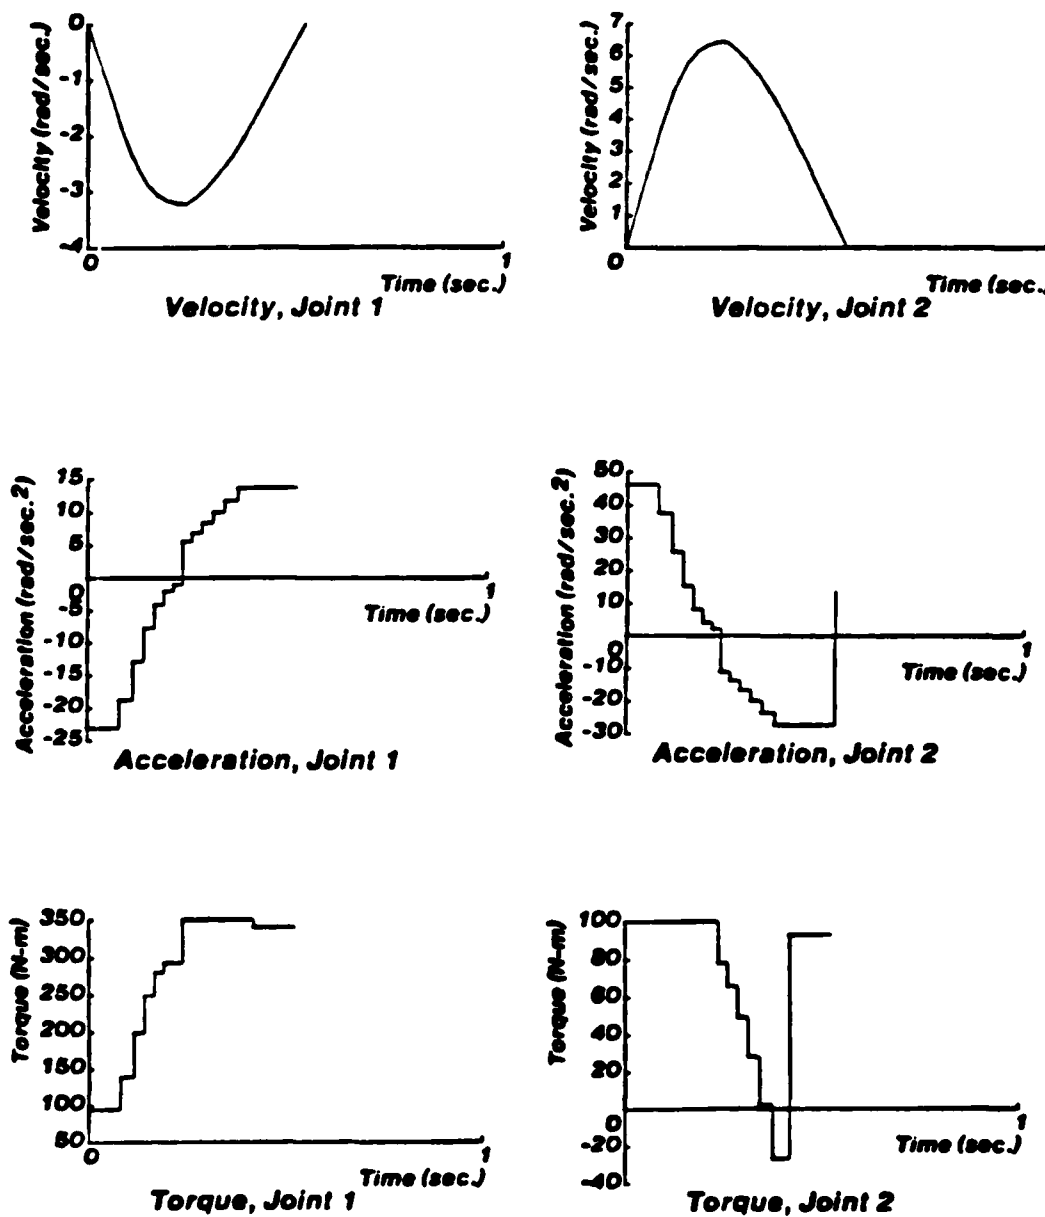 Velocity (rad/sec.)
0
-1
-2
-3
-4
0
1
Time (sec.)
Velocity, Joint 1
Velocity (rad/sec.)
7
6
5
4
3
2
1
0
Time (sec.)
Velocity, Joint 2
Acceleration (rad/sec.²)
15
10
5
0
-5
-10
-15
-20
-25
1
Time (sec.)
Acceleration, Joint 1
Acceleration (rad/sec.²)
50
40
30
20
10
0
-10
-20
-30
1
Time (sec.)
Acceleration, Joint 2
Torque (N-m)
350
300
250
200
150
100
50
0
1
Time (sec.)
Torque, Joint 1
Torque (N-m)
100
80
60
40
20
0
-20
-40
1
Time (sec.)
Torque, Joint 2